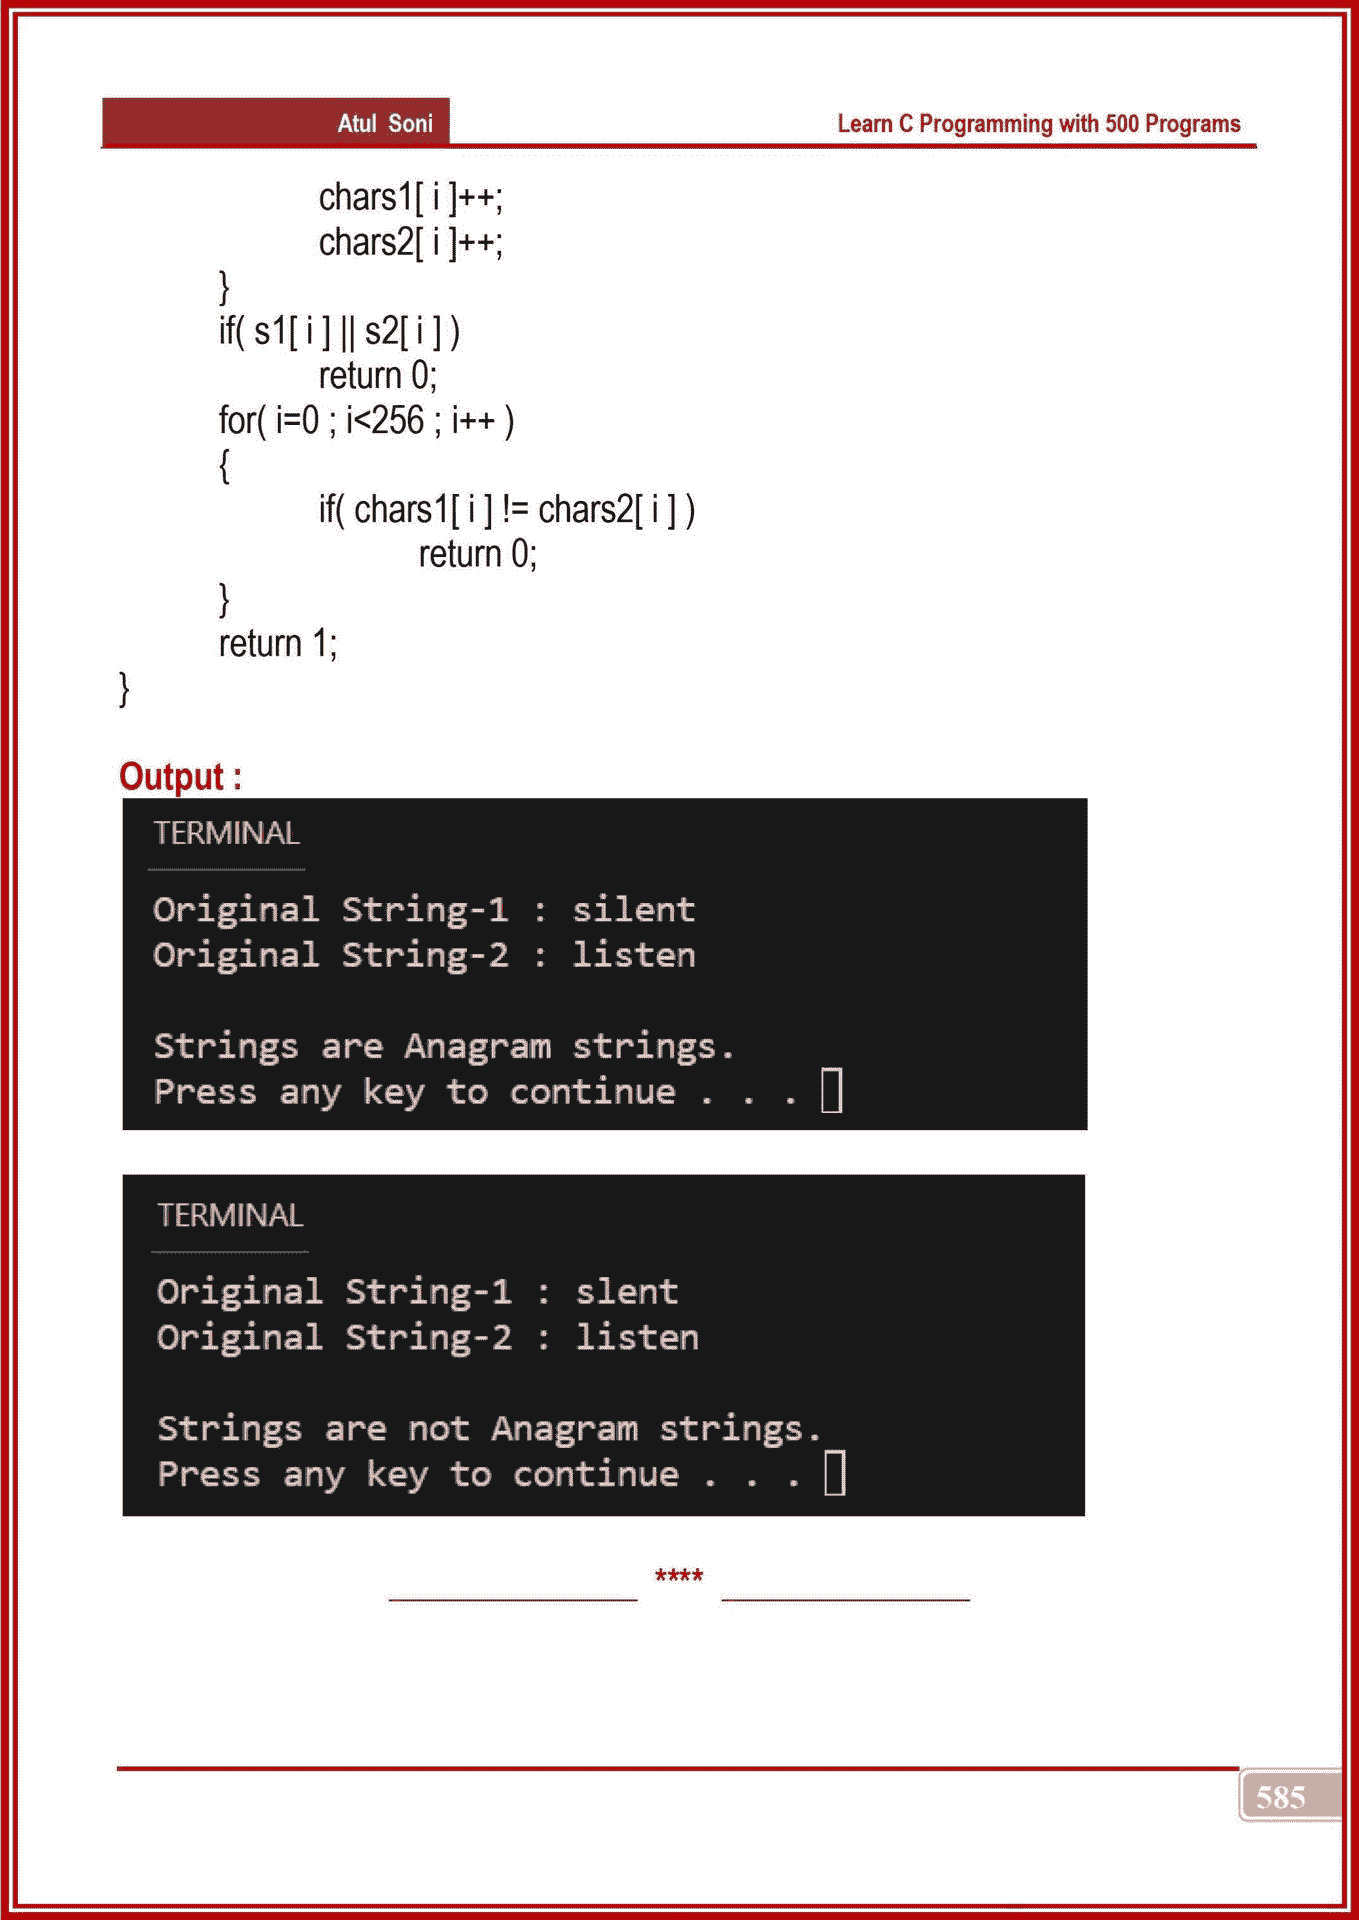 Atul Soni
Learn C Programming with 500 Programs
chars1[ i ]++;
chars2[ i ]++;
}
if( s1[ i ] || s2[ i ] )
return 0;
for( i=0 ; i<256 ; i++ )
{
if( chars1[ i ] != chars2[ i ] )
return 0;
}
return 1;
}
Output :
TERMINAL
Original String-1 : silent
Original String-2 : listen
Strings are Anagram strings.
Press any key to continue . . .
TERMINAL
Original String-1 : slent
Original String-2 : listen
Strings are not Anagram strings.
Press any key to continue . . .
****
585